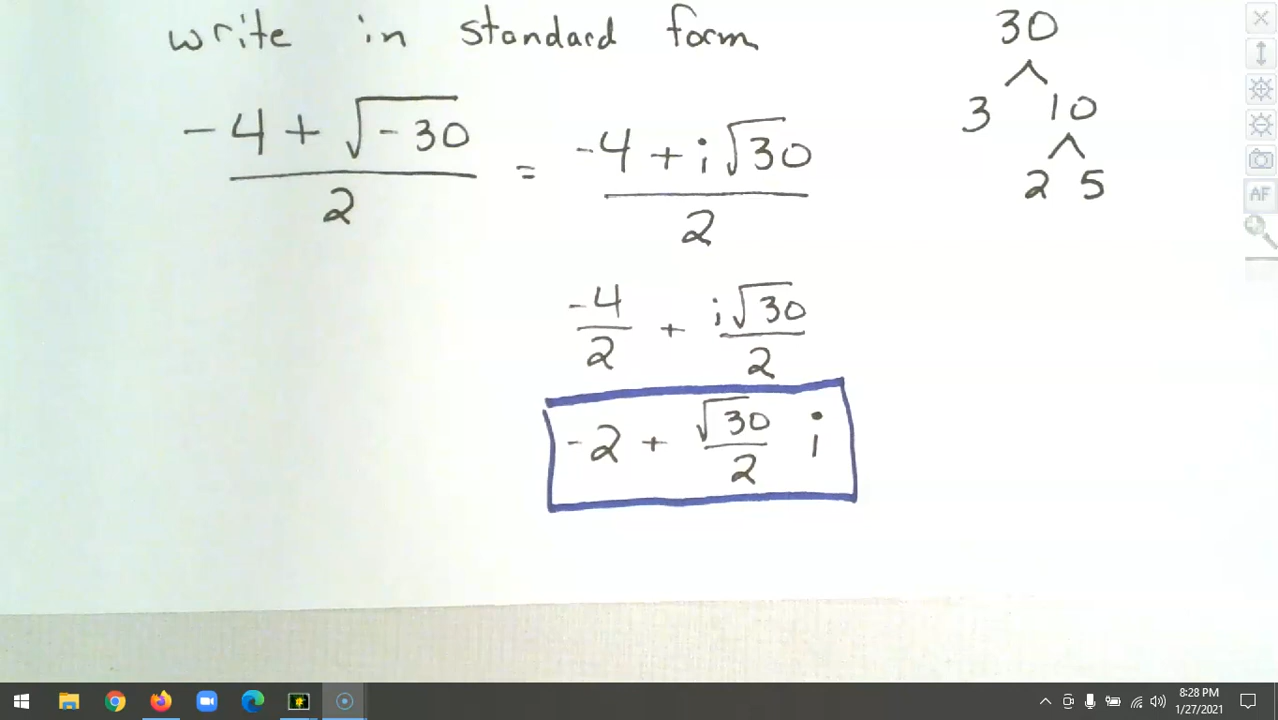 write in standard form
-4 + √-30 / 2 = -4 + i√30 / 2
-4/2 + i√30/2
-2 + √30/2 i
30
3 10
2 5
AF
8:28 PM
1/27/2021